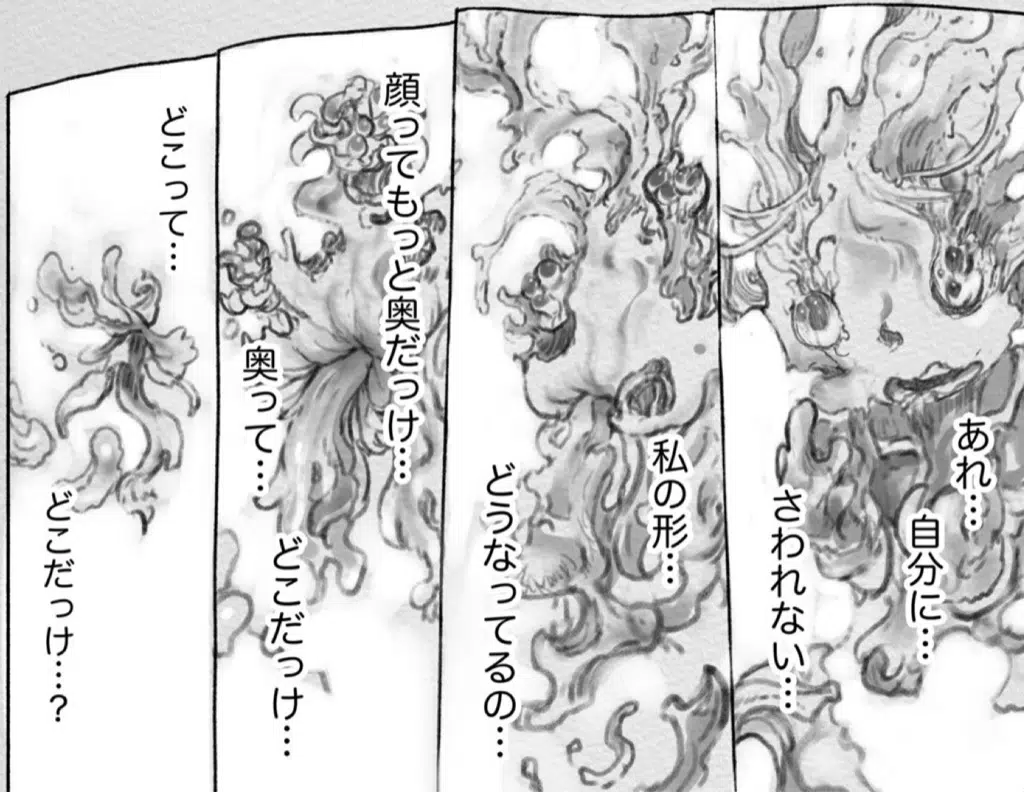 あれ…
自分に…
さわれない…
私の形…
どうなってるの…
顔ってもっと奥だっけ…
奥って…
どこだっけ…
どこって…
どこだっけ…?